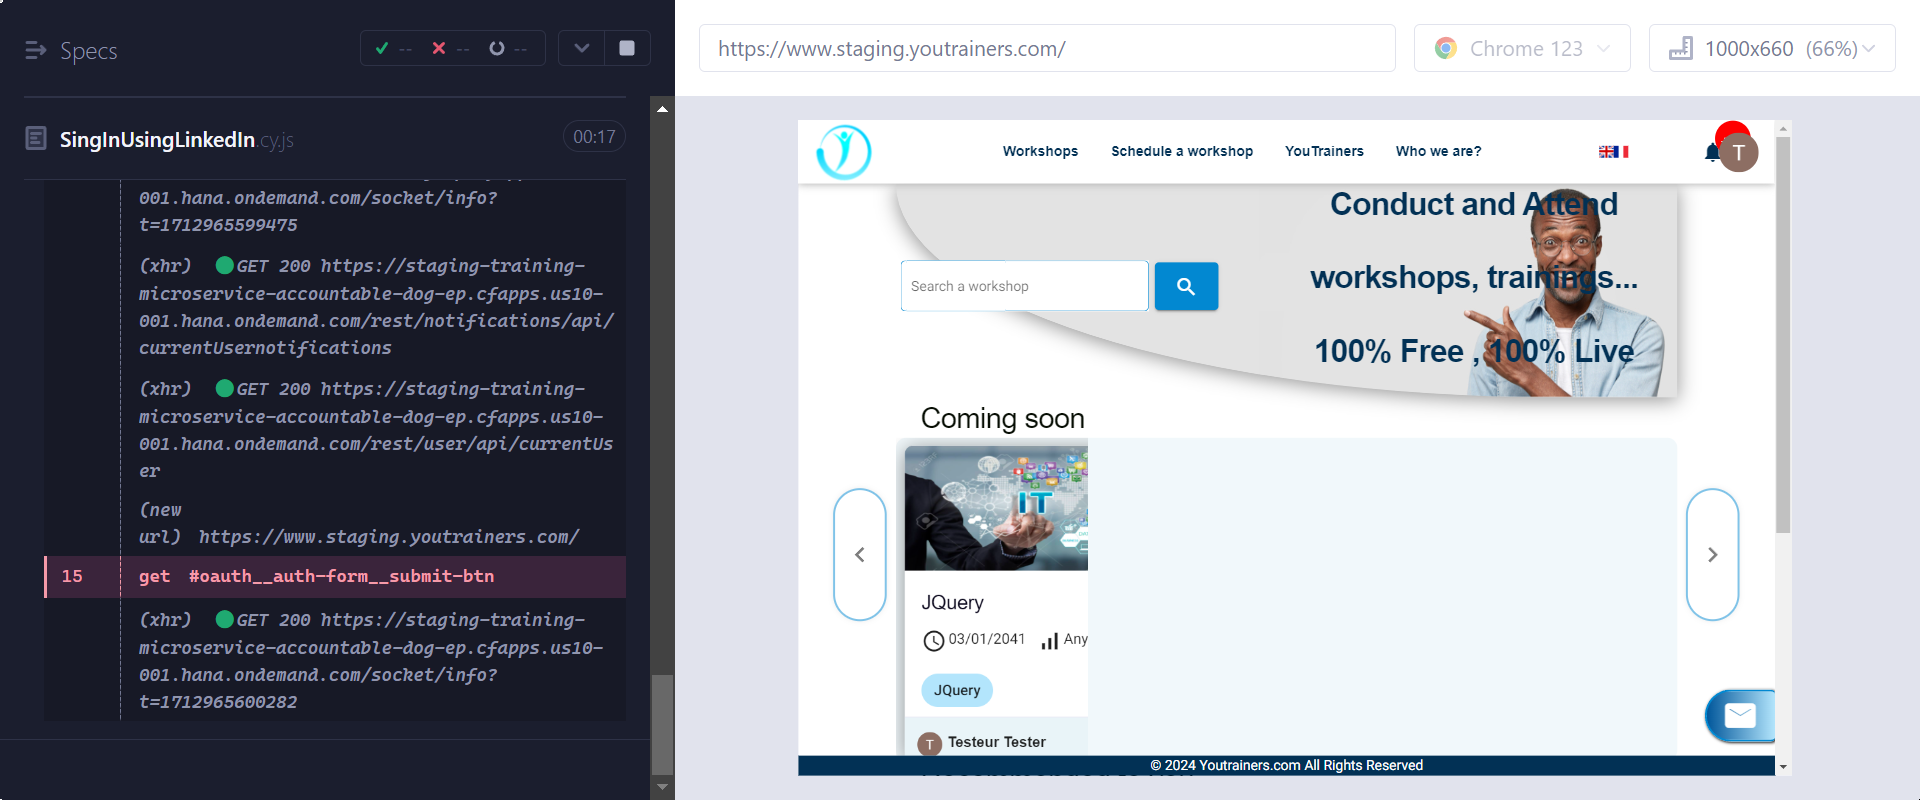 Specs
-- -- --
SingInUsingLinkedIn.cy.js
00:17
001.hana.ondemand.com/socket/info?
t=1712965599475
(xhr) GET 200 https://staging-training-
microservice-accountable-dog-ep.cfapps.us10-
001.hana.ondemand.com/rest/notifications/api/
currentUsernotifications
(xhr) GET 200 https://staging-training-
microservice-accountable-dog-ep.cfapps.us10-
001.hana.ondemand.com/rest/user/api/currentUs
er
(new
url) https://www.staging.youtrainers.com/
15 get #oauth__auth-form__submit-btn
(xhr) GET 200 https://staging-training-
microservice-accountable-dog-ep.cfapps.us10-
001.hana.ondemand.com/socket/info?
t=1712965600282
https://www.staging.youtrainers.com/
Chrome 123
1000x660 (66%)
Workshops Schedule a workshop YouTrainers Who we are?
T
Conduct and Attend
workshops, trainings...
100% Free , 100% Live
Search a workshop
Coming soon
IT
JQuery
03/01/2041 Any
JQuery
T Testeur Tester
© 2024 Youtrainers.com All Rights Reserved